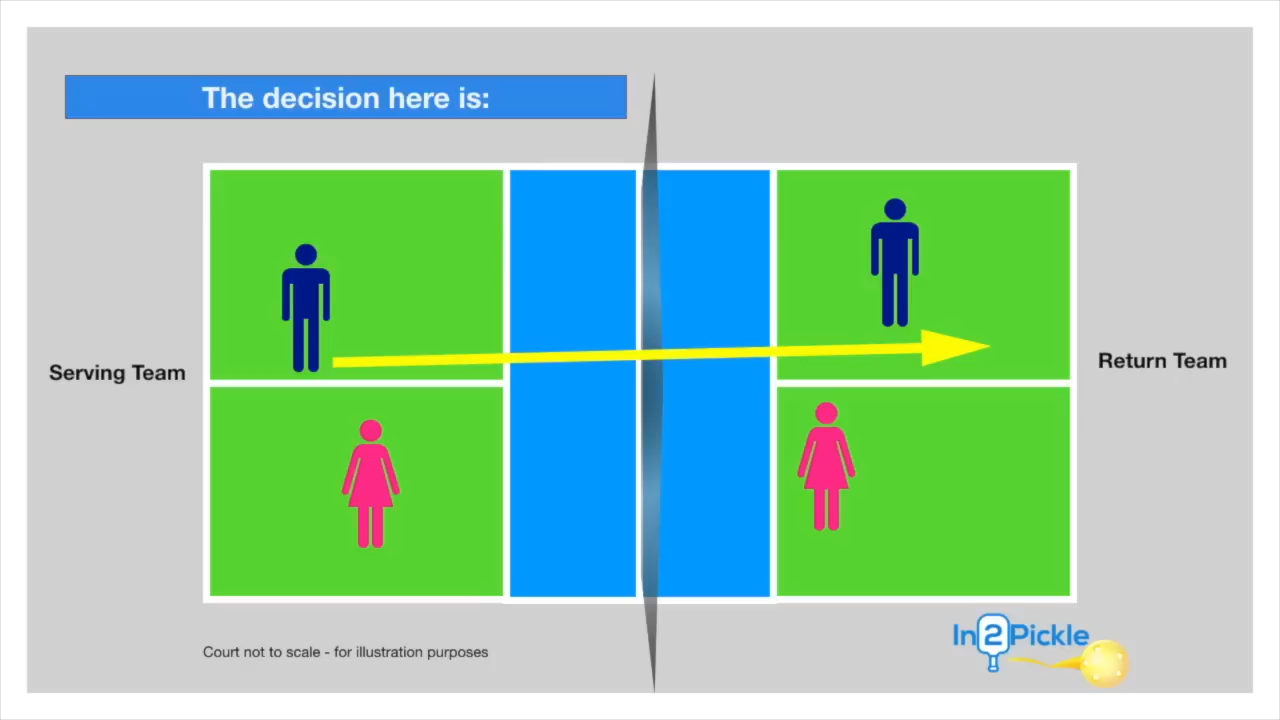 The decision here is:
Serving Team
Return Team
Court not to scale - for illustration purposes
In2Pickle